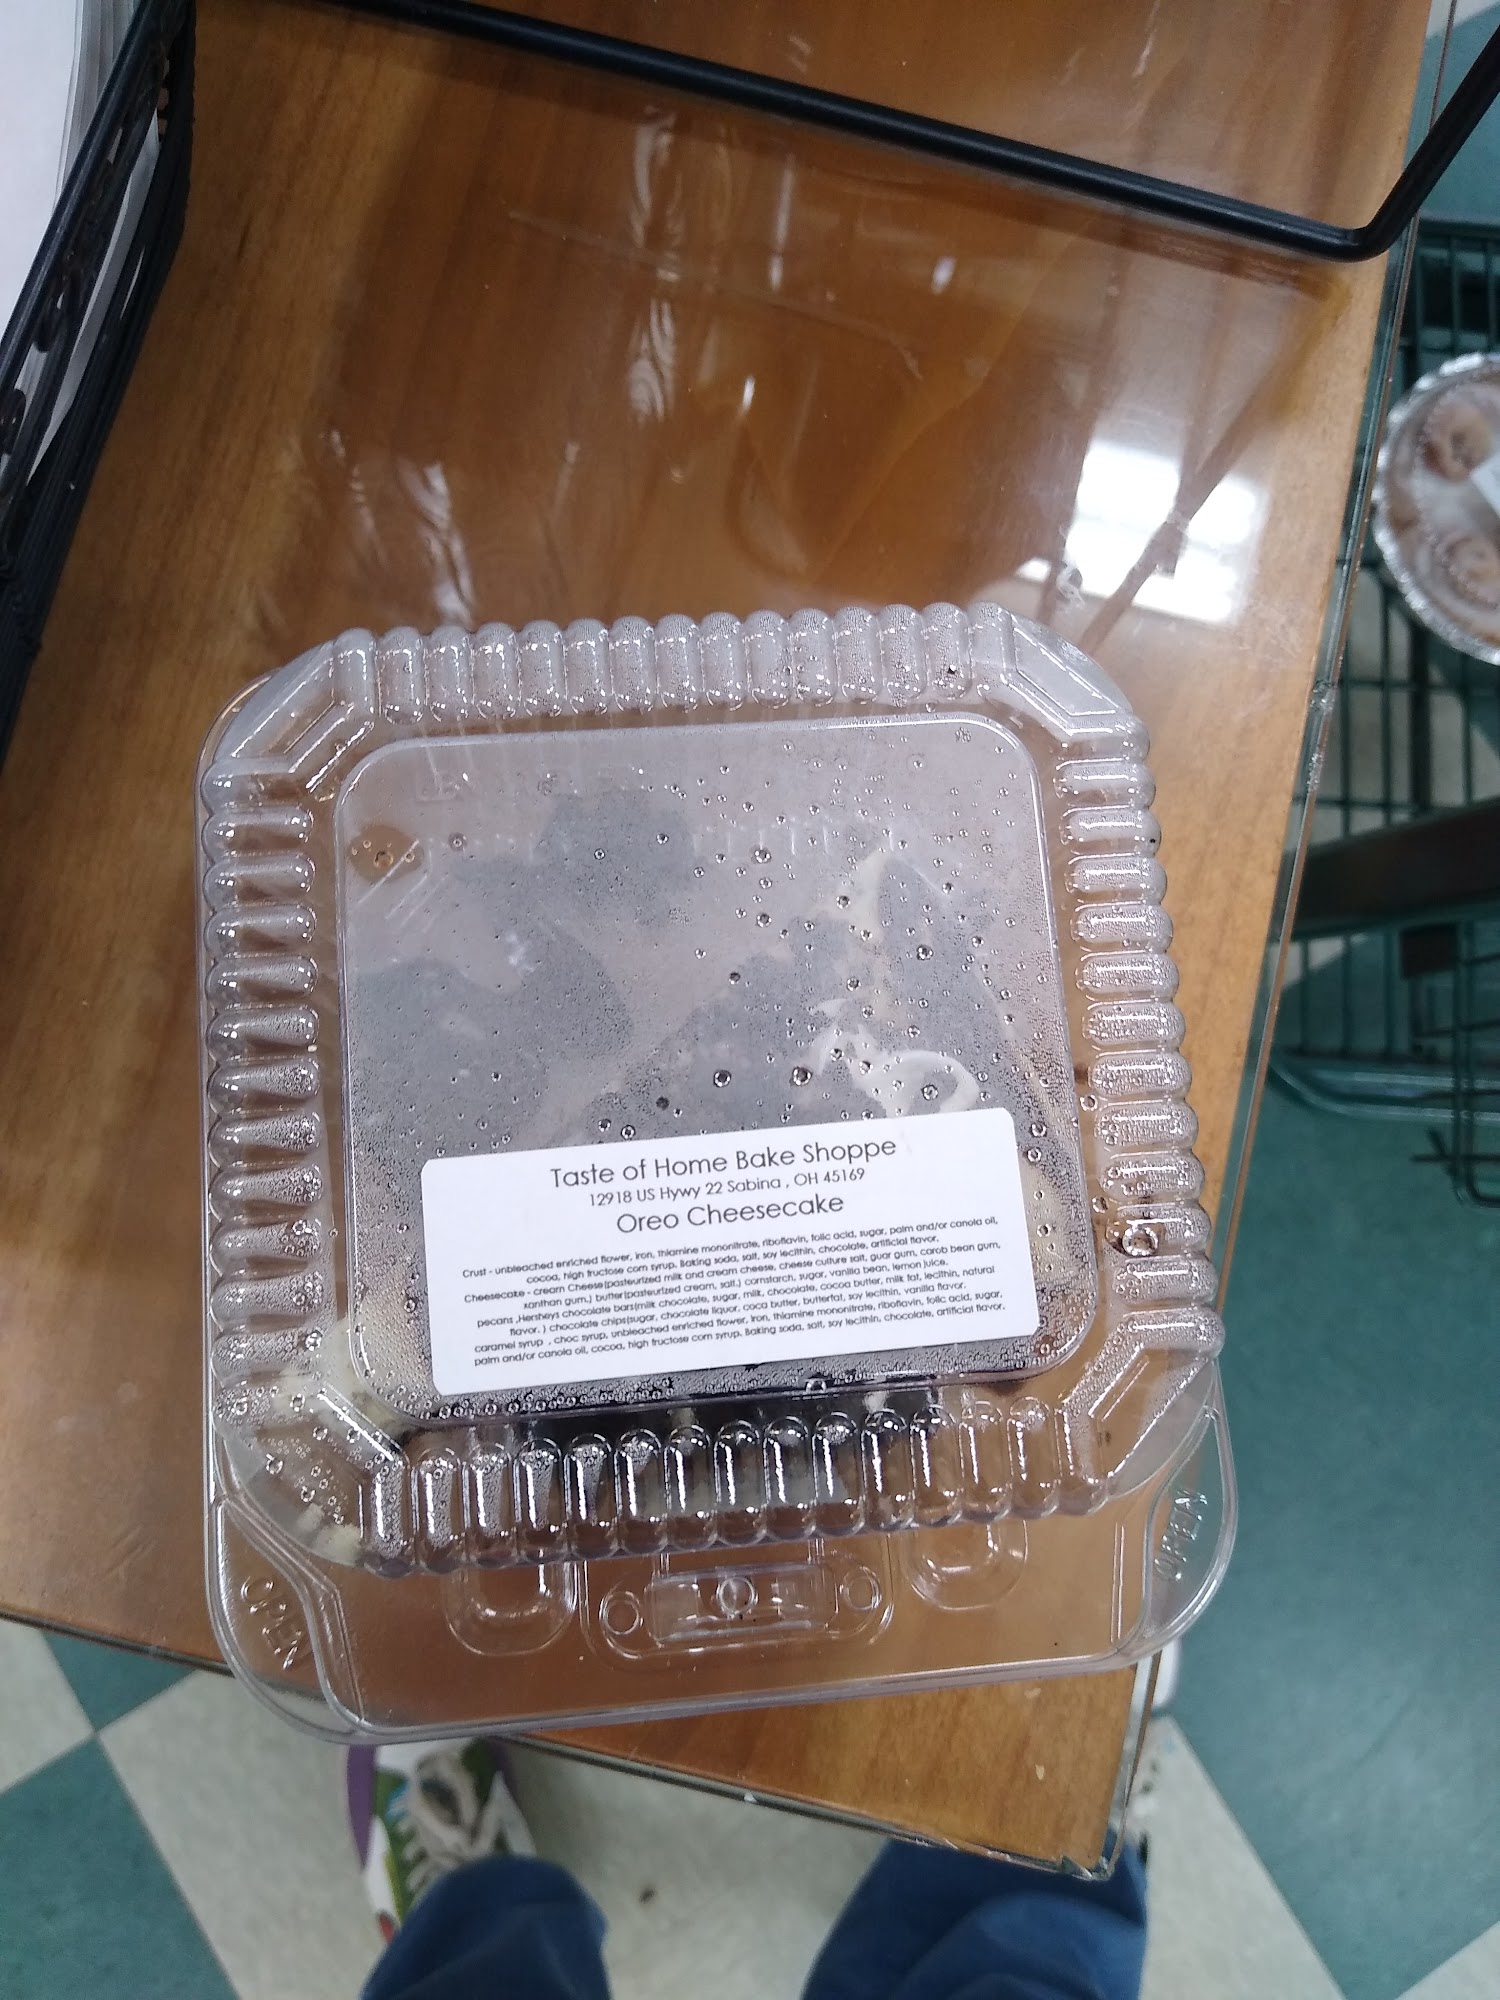 Taste of Home Bake Shoppe
12918 US Hywy 22 Sabina , OH 45169
Oreo Cheesecake
Crust - unbleached enriched flower, iron, thiamine mononitrate, riboflavin, folic acid, sugar, palm and/or canola oil,
cocoa, high fructose corn syrup, Baking soda, salt, soy lecithin, chocolate, artificial flavor.
Cheesecake - cream Cheese(pasteurized milk and cream cheese, cheese culture salt, guar gum, carob bean gum,
xanthan gum,) butter(pasteurized cream, salt,) cornstarch, sugar, vanilla bean, lemon juice.
pecans ,Hersheys chocolate bars(milk chocolate, sugar, milk, chocolate, cocoa butter, milk fat, lecithin, natural
flavor, ) chocolate chips(sugar, chocolate liquor, coca butter, butterfat, soy lecithin, vanilla flavor.
caramel syrup , choc syrup, unbleached enriched flower, iron, thiamine mononitrate, riboflavin, folic acid, sugar,
palm and/or canola oil, cocoa, high fructose corn syrup, Baking soda, salt, soy lecithin, chocolate, artificial flavor.
OPEN
OPEN